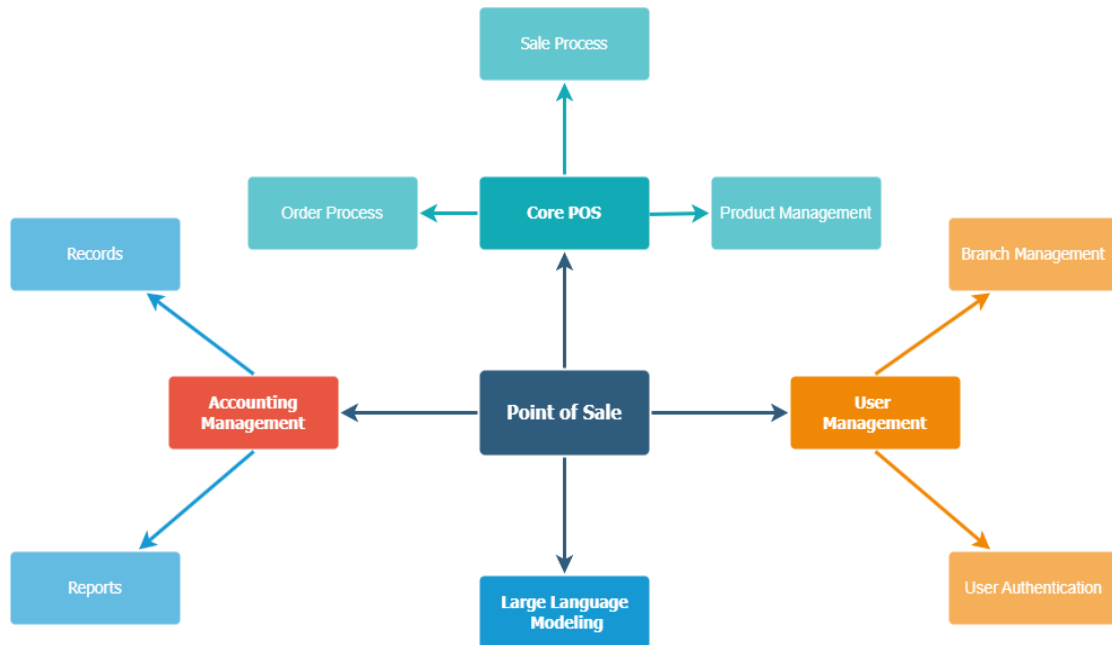 Sale Process
Order Process
Core POS
Product Management
Records
Branch Management
Accounting
Management
Point of Sale
User
Management
Reports
Large Language
Modeling
User Authentication